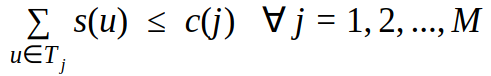 ∑_{u∈T_j} s(u) ≤ c(j) ∀ j = 1, 2, ..., M